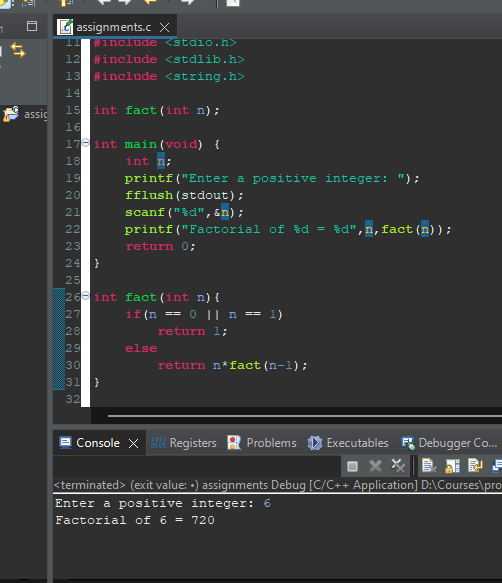 assignments.c
11 #include <stdio.h>
12 #include <stdlib.h>
13 #include <string.h>
14
15 int fact(int n);
16
17 int main(void) {
18 int n;
19 printf("Enter a positive integer: ");
20 fflush(stdout);
21 scanf("%d",&n);
22 printf("Factorial of %d = %d",n,fact(n));
23 return 0;
24 }
25
26 int fact(int n){
27 if(n == 0 || n == 1)
28 return 1;
29 else
30 return n*fact(n-1);
31 }
32
assig
Console Registers Problems Executables Debugger Co...
<terminated> (exit value: •) assignments Debug [C/C++ Application] D:\Courses\pro
Enter a positive integer: 6
Factorial of 6 = 720